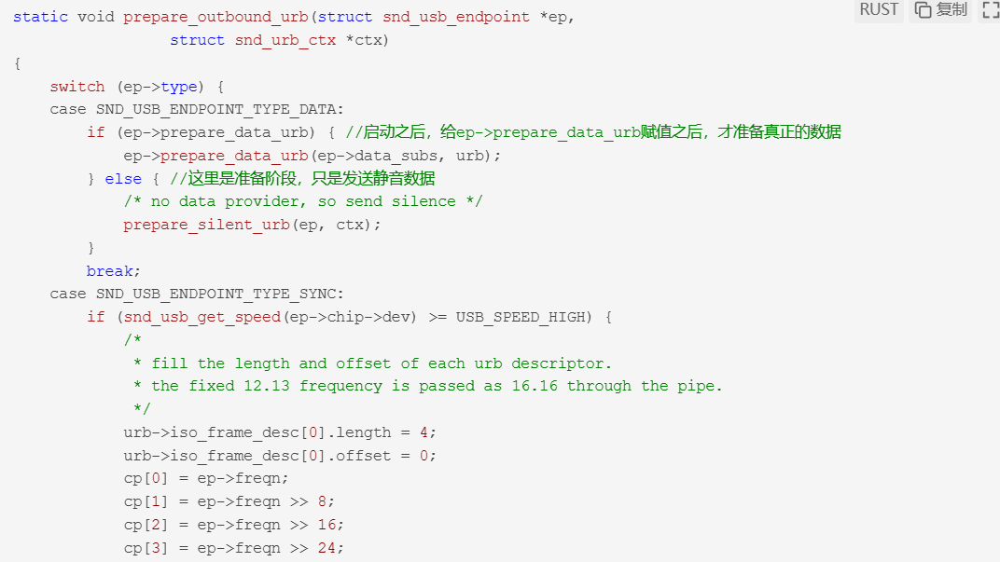 RUST 复制
static void prepare_outbound_urb(struct snd_usb_endpoint *ep,
                 struct snd_urb_ctx *ctx)
{
    switch (ep->type) {
    case SND_USB_ENDPOINT_TYPE_DATA:
        if (ep->prepare_data_urb) { //启动之后，给ep->prepare_data_urb赋值之后，才准备真正的数据
            ep->prepare_data_urb(ep->data_subs, urb);
        } else { //这里是准备阶段，只是发送静音数据
            /* no data provider, so send silence */
            prepare_silent_urb(ep, ctx);
        }
        break;
    case SND_USB_ENDPOINT_TYPE_SYNC:
        if (snd_usb_get_speed(ep->chip->dev) >= USB_SPEED_HIGH) {
            /*
             * fill the length and offset of each urb descriptor.
             * the fixed 12.13 frequency is passed as 16.16 through the pipe.
             */
            urb->iso_frame_desc[0].length = 4;
            urb->iso_frame_desc[0].offset = 0;
            cp[0] = ep->freqn;
            cp[1] = ep->freqn >> 8;
            cp[2] = ep->freqn >> 16;
            cp[3] = ep->freqn >> 24;